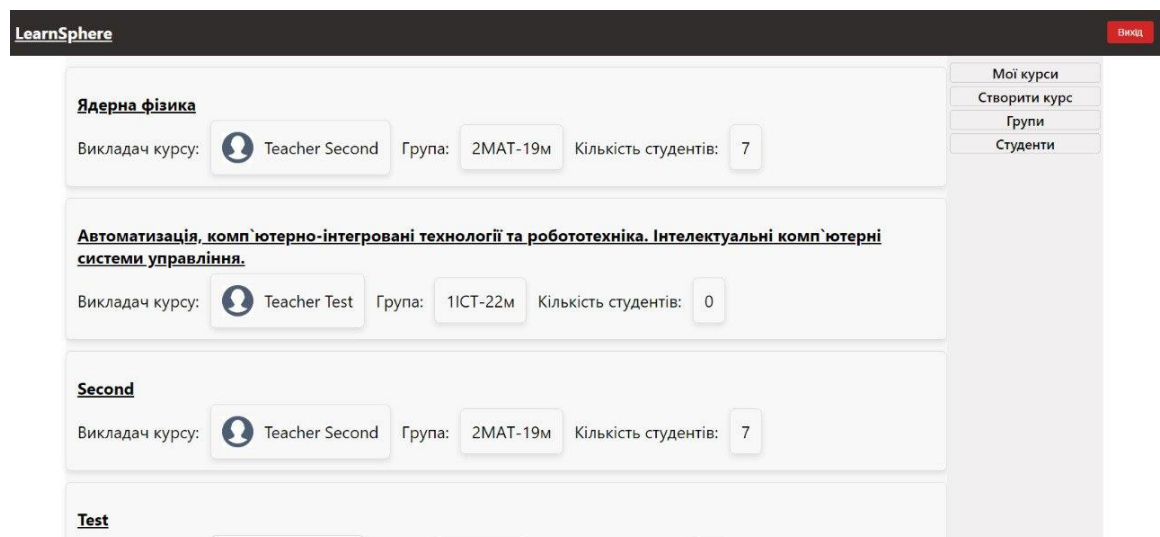 LearnSphere
Вихід
Мої курси
Створити курс
Групи
Студенти
Ядерна фізика
Викладач курсу: Teacher Second Група: 2МАТ-19м Кількість студентів: 7
Автоматизація, комп`ютерно-інтегровані технології та робототехніка. Інтелектуальні комп`ютерні
системи управління.
Викладач курсу: Teacher Test Група: 1ІСТ-22м Кількість студентів: 0
Second
Викладач курсу: Teacher Second Група: 2МАТ-19м Кількість студентів: 7
Test